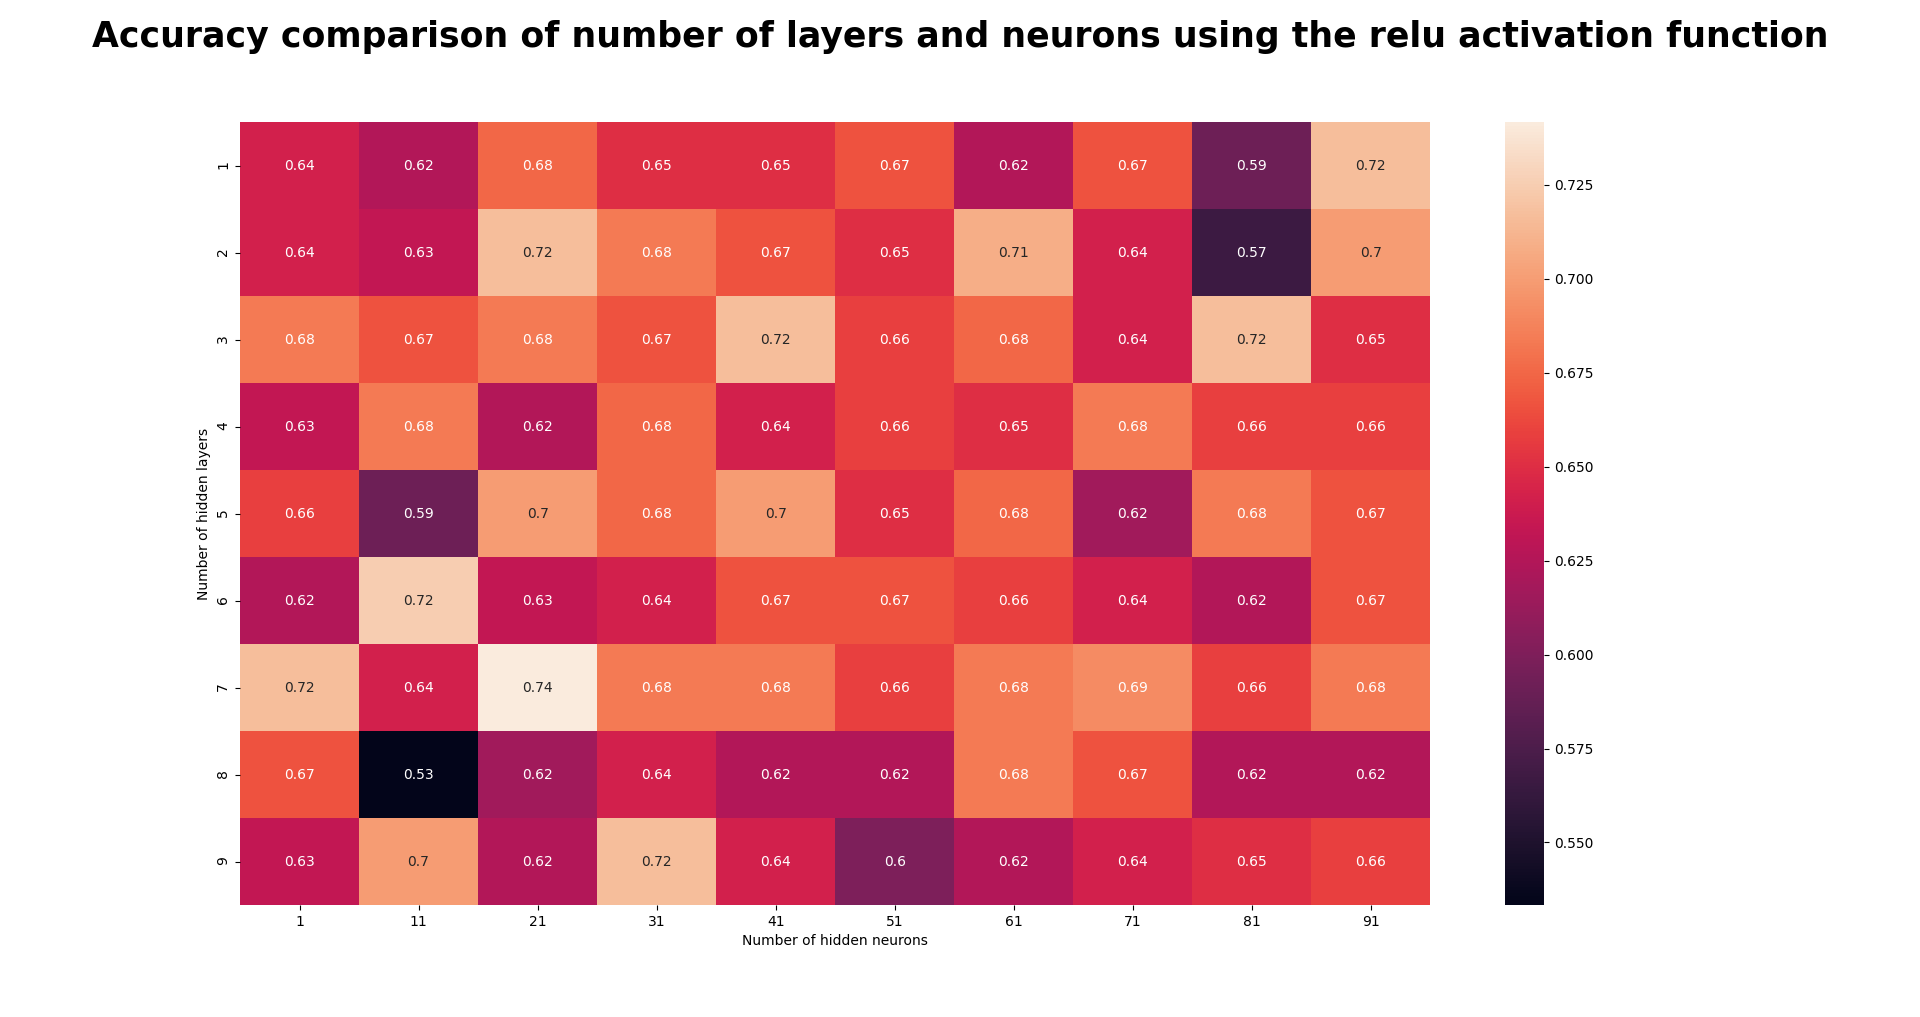 Accuracy comparison of number of layers and neurons using the relu activation function
1 0.64 0.62 0.68 0.65 0.65 0.67 0.62 0.67 0.59 0.72
2 0.64 0.63 0.72 0.68 0.67 0.65 0.71 0.64 0.57 0.7
3 0.68 0.67 0.68 0.67 0.72 0.66 0.68 0.64 0.72 0.65
4 0.63 0.68 0.62 0.68 0.64 0.66 0.65 0.68 0.66 0.66
5 0.66 0.59 0.7 0.68 0.7 0.65 0.68 0.62 0.68 0.67
6 0.62 0.72 0.63 0.64 0.67 0.67 0.66 0.64 0.62 0.67
7 0.72 0.64 0.74 0.68 0.68 0.66 0.68 0.69 0.66 0.68
8 0.67 0.53 0.62 0.64 0.62 0.62 0.68 0.67 0.62 0.62
9 0.63 0.7 0.62 0.72 0.64 0.6 0.62 0.64 0.65 0.66
Number of hidden layers
1 11 21 31 41 51 61 71 81 91
Number of hidden neurons
0.725
0.700
0.675
0.650
0.625
0.600
0.575
0.550